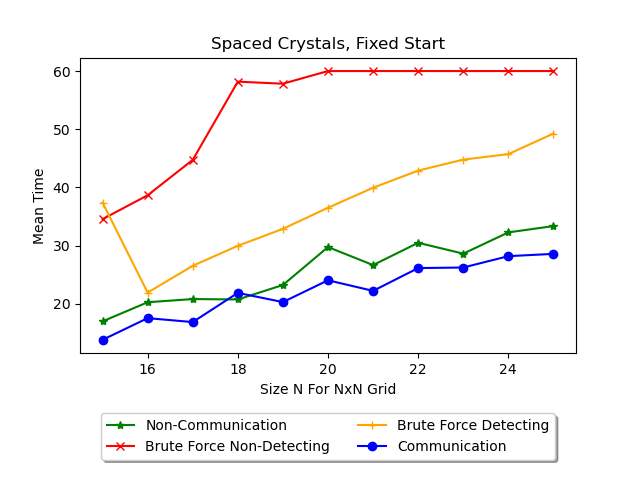 Spaced Crystals, Fixed Start
60
50
40
30
20
Mean Time
16 18 20 22 24
Size N For NxN Grid
Non-Communication Brute Force Detecting
Brute Force Non-Detecting Communication